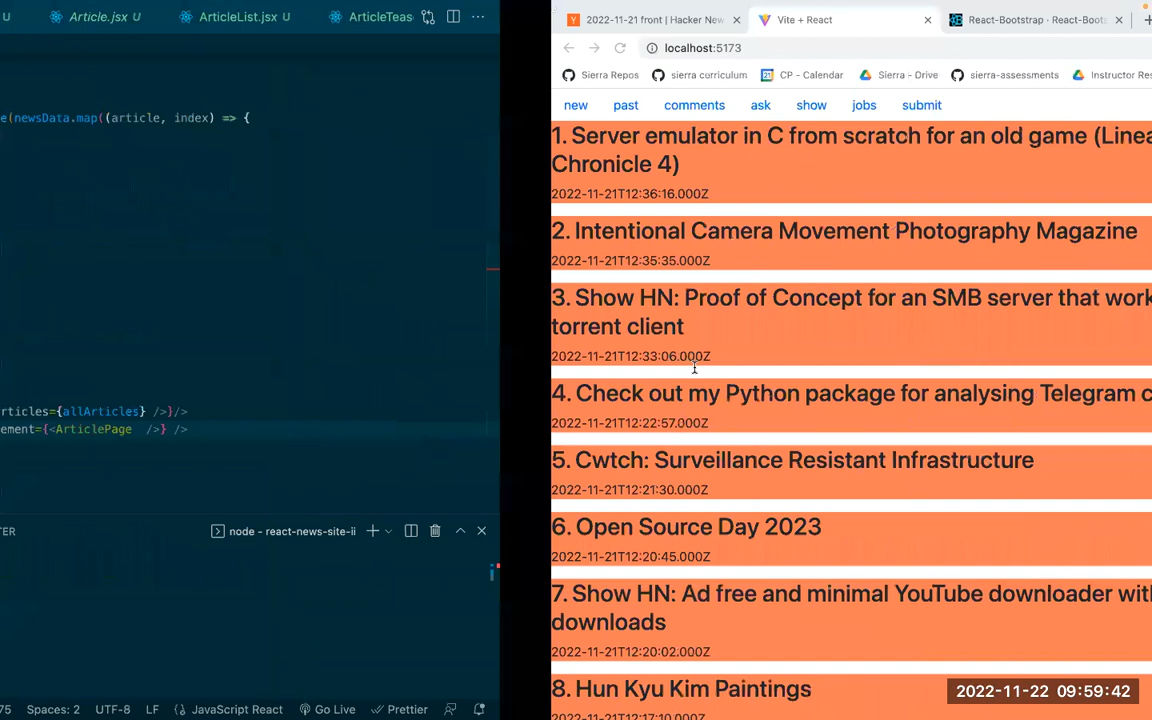 U
Article.jsx U
ArticleList.jsx U
ArticleTeas
e(newsData.map((article, index) => {
rticles={allArticles} />}/>
ement={<ArticlePage />} />
TER
node - react-news-site-ii
75 Spaces: 2 UTF-8 LF JavaScript React Go Live Prettier
2022-11-21 front | Hacker New
Vite + React
React-Bootstrap · React-Boots
localhost:5173
Sierra Repos
sierra curriculum
CP - Calendar
Sierra - Drive
sierra-assessments
Instructor Res
new past comments ask show jobs submit
1. Server emulator in C from scratch for an old game (Linea
Chronicle 4)
2022-11-21T12:36:16.000Z
2. Intentional Camera Movement Photography Magazine
2022-11-21T12:35:35.000Z
3. Show HN: Proof of Concept for an SMB server that work
torrent client
2022-11-21T12:33:06.000Z
4. Check out my Python package for analysing Telegram c
2022-11-21T12:22:57.000Z
5. Cwtch: Surveillance Resistant Infrastructure
2022-11-21T12:21:30.000Z
6. Open Source Day 2023
2022-11-21T12:20:45.000Z
7. Show HN: Ad free and minimal YouTube downloader wit
downloads
2022-11-21T12:20:02.000Z
8. Hun Kyu Kim Paintings
2022-11-21T12:17:10.000Z
2022-11-22 09:59:42